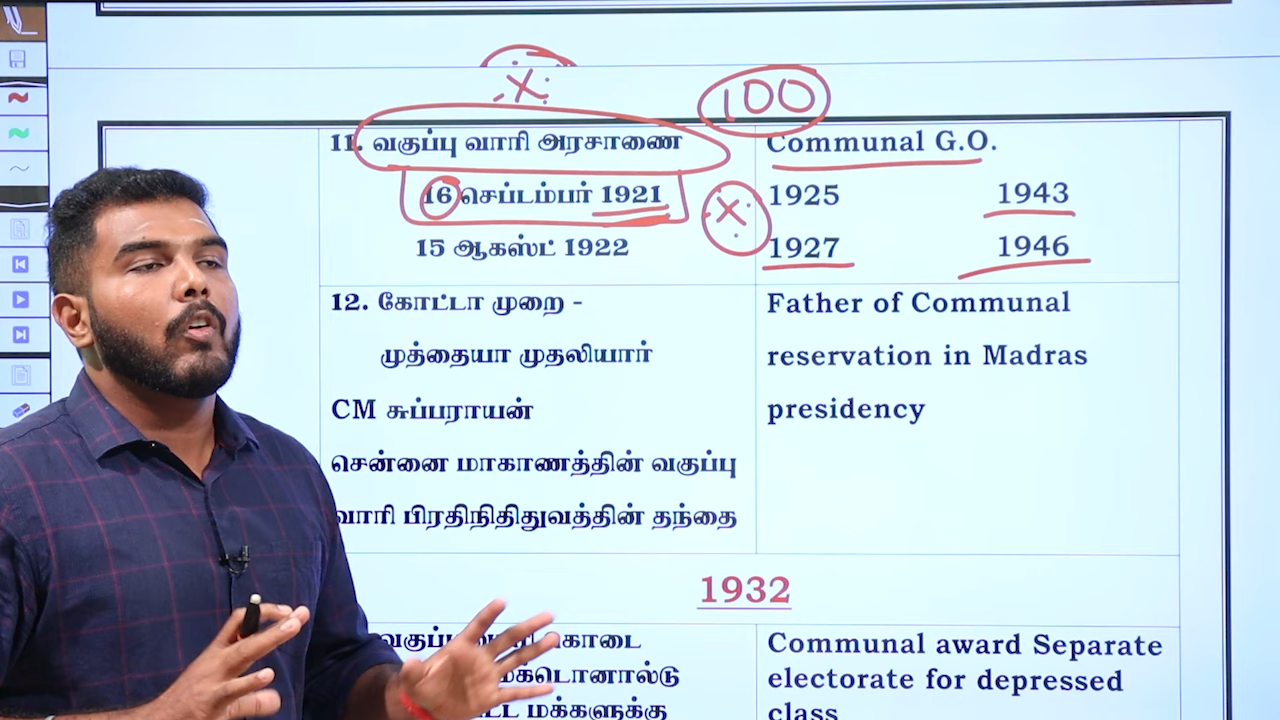 100
11. வகுப்பு வாரி அரசாணை
Communal G.O.
16 செப்டம்பர் 1921
1925 1943
15 ஆகஸ்ட் 1922
1927 1946
12. கோட்டா முறை -
முத்தையா முதலியார்
CM சுப்பராயன்
சென்னை மாகாணத்தின் வகுப்பு
வாரி பிரதிநிதிதுவத்தின் தந்தை
Father of Communal
reservation in Madras
presidency
1932
Communal award Separate
electorate for depressed
class
மக்களுக்கு